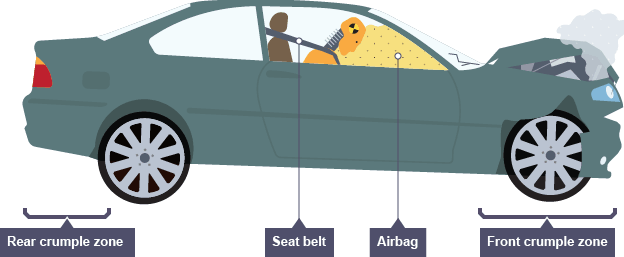 Rear crumple zone
Seat belt
Airbag
Front crumple zone